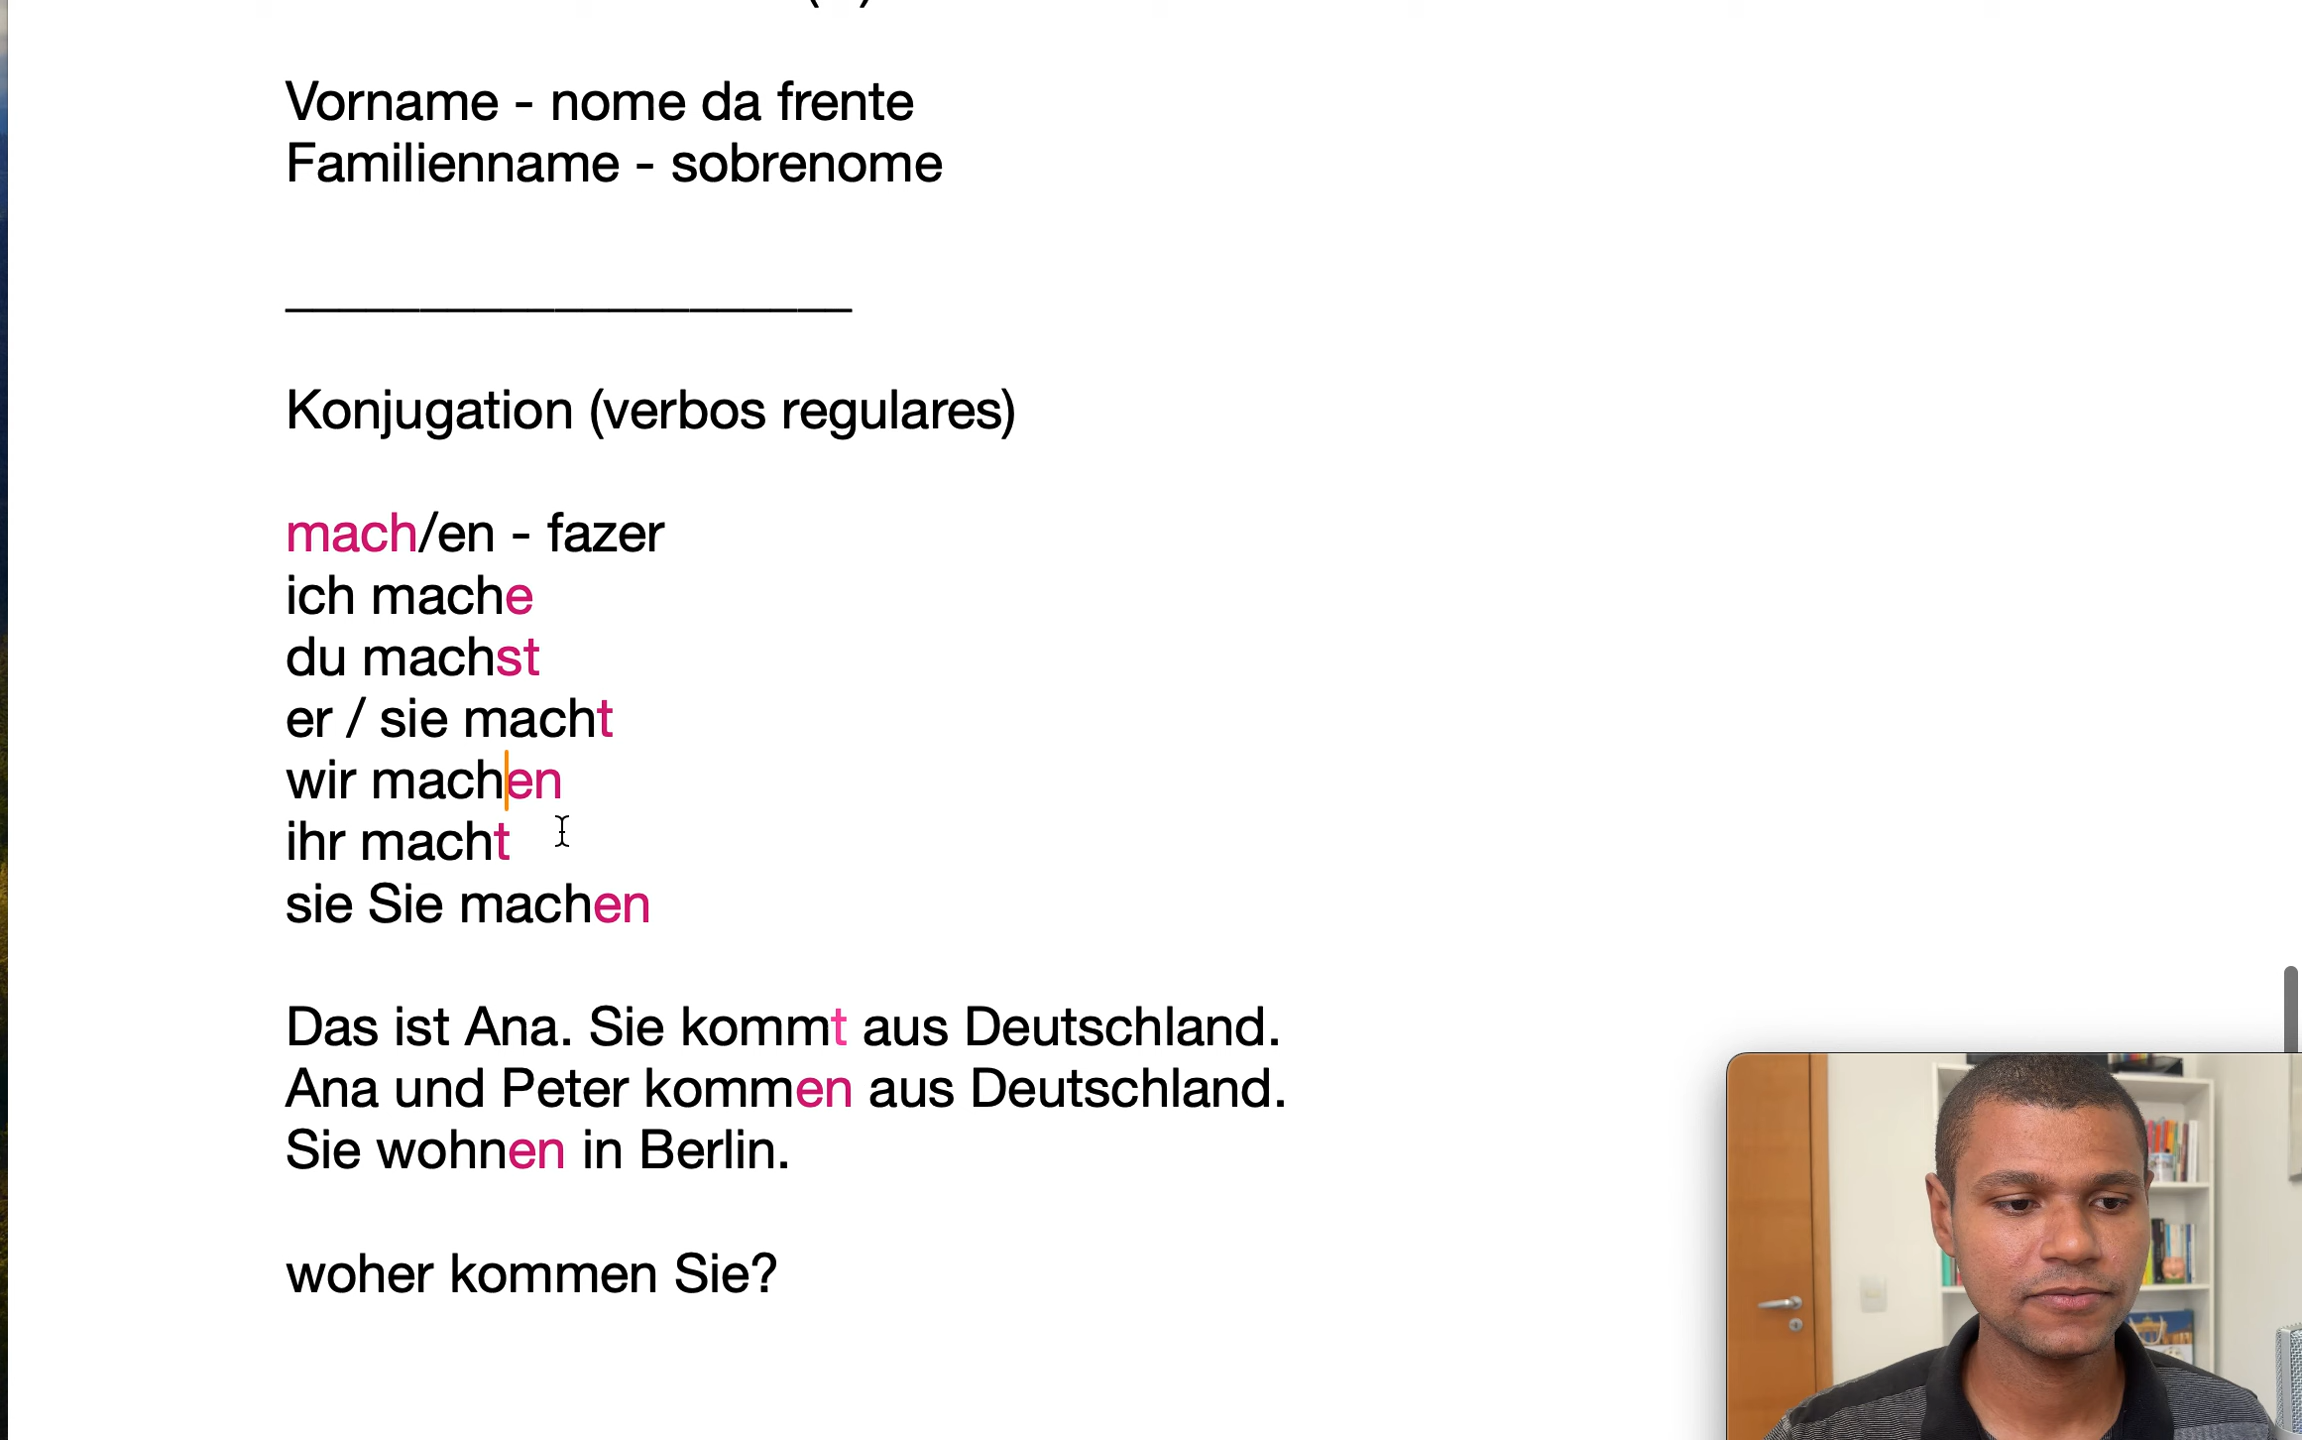 Vorname - nome da frente
Familienname - sobrenome
_____________________
Konjugation (verbos regulares)
mach/en - fazer
ich mache
du machst
er / sie macht
wir machen
ihr macht
sie Sie machen
Das ist Ana. Sie kommt aus Deutschland.
Ana und Peter kommen aus Deutschland.
Sie wohnen in Berlin.
woher kommen Sie?